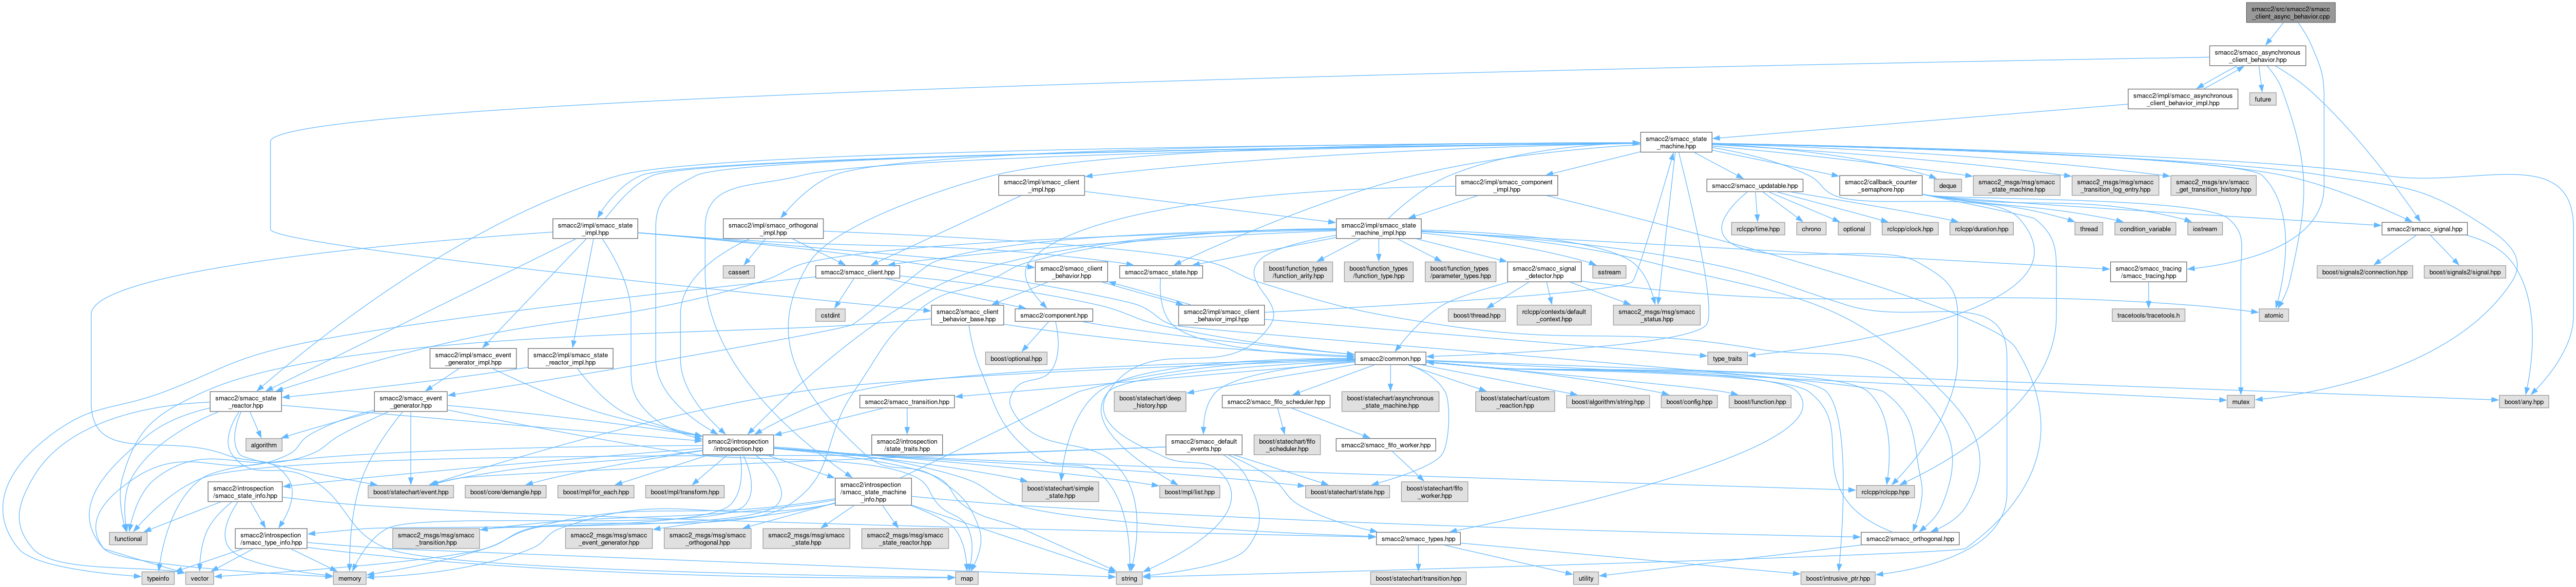 smacc2/src/smacc2/smacc
_client_async_behavior.cpp
smacc2/smacc_asynchronous
_client_behavior.hpp
smacc2/impl/smacc_asynchronous
_client_behavior_impl.hpp
future
smacc2/smacc_state
_machine.hpp
smacc2/impl/smacc_client
_impl.hpp
smacc2/impl/smacc_component
_impl.hpp
smacc2/smacc_updatable.hpp
smacc2/callback_counter
_semaphore.hpp
deque
smacc2_msgs/msg/smacc
_state_machine.hpp
smacc2_msgs/msg/smacc
_transition_log_entry.hpp
smacc2_msgs/srv/smacc
_get_transition_history.hpp
smacc2/impl/smacc_state
_impl.hpp
smacc2/impl/smacc_orthogonal
_impl.hpp
smacc2/impl/smacc_state
_machine_impl.hpp
rclcpp/time.hpp
chrono
optional
rclcpp/clock.hpp
rclcpp/duration.hpp
thread
condition_variable
iostream
smacc2/smacc_signal.hpp
cassert
smacc2/smacc_client.hpp
smacc2/smacc_client
_behavior.hpp
smacc2/smacc_state.hpp
boost/function_types
/function_arity.hpp
boost/function_types
/function_type.hpp
boost/function_types
/parameter_types.hpp
smacc2/smacc_signal
_detector.hpp
sstream
smacc2/smacc_tracing
/smacc_tracing.hpp
boost/signals2/connection.hpp
boost/signals2/signal.hpp
cstdint
smacc2/smacc_client
_behavior_base.hpp
smacc2/component.hpp
smacc2/impl/smacc_client
_behavior_impl.hpp
boost/thread.hpp
rclcpp/contexts/default
_context.hpp
smacc2_msgs/msg/smacc
_status.hpp
tracetools/tracetools.h
atomic
smacc2/impl/smacc_event
_generator_impl.hpp
smacc2/impl/smacc_state
_reactor_impl.hpp
boost/optional.hpp
smacc2/common.hpp
type_traits
smacc2/smacc_state
_reactor.hpp
smacc2/smacc_event
_generator.hpp
smacc2/smacc_transition.hpp
boost/statechart/deep
_history.hpp
smacc2/smacc_fifo_scheduler.hpp
boost/statechart/asynchronous
_state_machine.hpp
boost/statechart/custom
_reaction.hpp
boost/algorithm/string.hpp
boost/config.hpp
boost/function.hpp
mutex
boost/any.hpp
algorithm
smacc2/introspection
/introspection.hpp
smacc2/introspection
/state_traits.hpp
smacc2/smacc_default
_events.hpp
boost/statechart/fifo
_scheduler.hpp
smacc2/smacc_fifo_worker.hpp
smacc2/introspection
/smacc_state_info.hpp
boost/statechart/event.hpp
boost/core/demangle.hpp
boost/mpl/for_each.hpp
boost/mpl/transform.hpp
smacc2/introspection
/smacc_state_machine
_info.hpp
boost/statechart/simple
_state.hpp
boost/mpl/list.hpp
boost/statechart/state.hpp
boost/statechart/fifo
_worker.hpp
rclcpp/rclcpp.hpp
functional
smacc2/introspection
/smacc_type_info.hpp
smacc2_msgs/msg/smacc
_transition.hpp
smacc2_msgs/msg/smacc
_event_generator.hpp
smacc2_msgs/msg/smacc
_orthogonal.hpp
smacc2_msgs/msg/smacc
_state.hpp
smacc2_msgs/msg/smacc
_state_reactor.hpp
smacc2/smacc_types.hpp
smacc2/smacc_orthogonal.hpp
typeinfo
vector
memory
map
string
boost/statechart/transition.hpp
utility
boost/intrusive_ptr.hpp